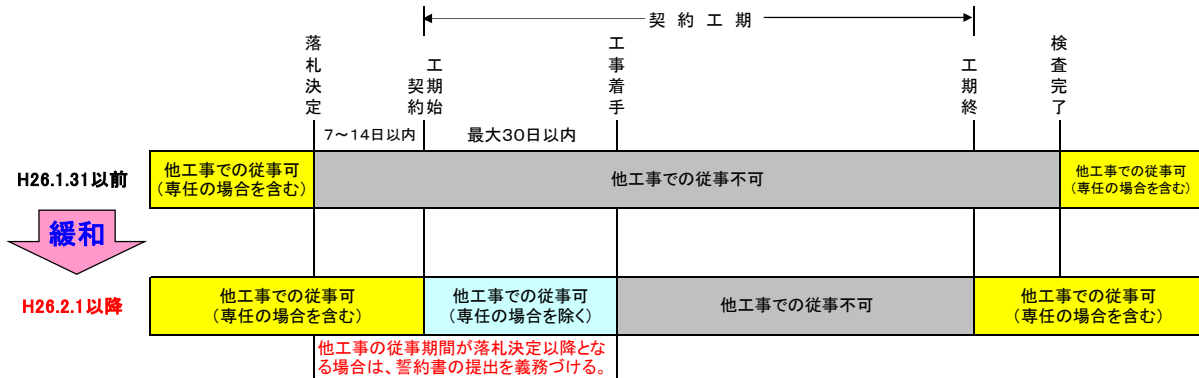 契 約 工 期
落札決定
契約
工期始
工事着手
工期終
検査完了
7～14日以内
最大30日以内
H26.1.31以前
他工事での従事可
（専任の場合を含む）
他工事での従事不可
他工事での従事可
（専任の場合を含む）
緩和
H26.2.1以降
他工事での従事可
（専任の場合を含む）
他工事での従事可
（専任の場合を除く）
他工事での従事不可
他工事での従事可
（専任の場合を含む）
他工事の従事期間が落札決定以降とな
る場合は、誓約書の提出を義務づける。